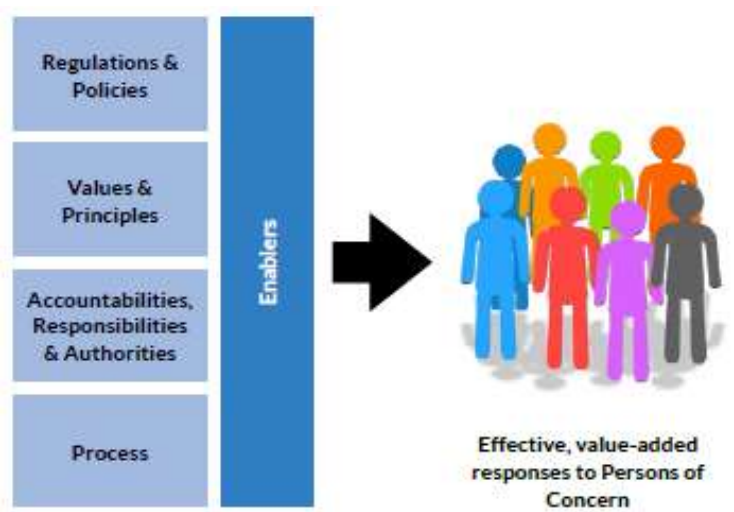 Regulations &
Policies
Values &
Principles
Accountabilities,
Responsibilities
& Authorities
Process
Enablers
Effective, value-added
responses to Persons of
Concern